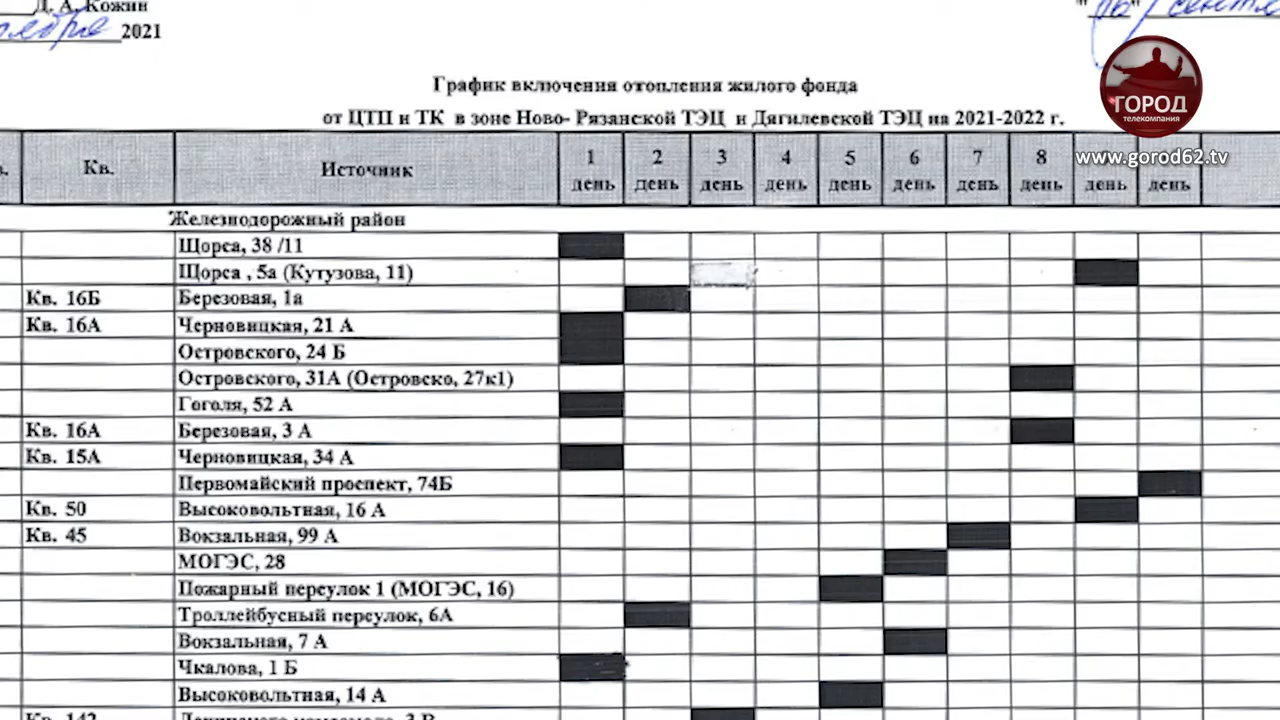 Д. А. Кожин
2021
График включения отопления жилого фонда
от ЦТП и ТК в зоне Ново- Рязанской ТЭЦ и Дягилевской ТЭЦ на 2021-2022 г.
ГОРОД
телекомпания
www.gorod62.tv
Кв. Источник 1 день 2 день 3 день 4 день 5 день 6 день 7 день 8 день день день
Железнодорожный район
Щорса, 38 /11
Щорса , 5а (Кутузова, 11)
Кв. 16Б Березовая, 1а
Кв. 16А Черновицкая, 21 А
Островского, 24 Б
Островского, 31А (Островско, 27к1)
Гоголя, 52 А
Кв. 16А Березовая, 3 А
Кв. 15А Черновицкая, 34 А
Первомайский проспект, 74Б
Кв. 50 Высоковольтная, 16 А
Кв. 45 Вокзальная, 99 А
МОГЭС, 28
Пожарный переулок 1 (МОГЭС, 16)
Троллейбусный переулок, 6А
Вокзальная, 7 А
Чкалова, 1 Б
Высоковольтная, 14 А
Кв. 142